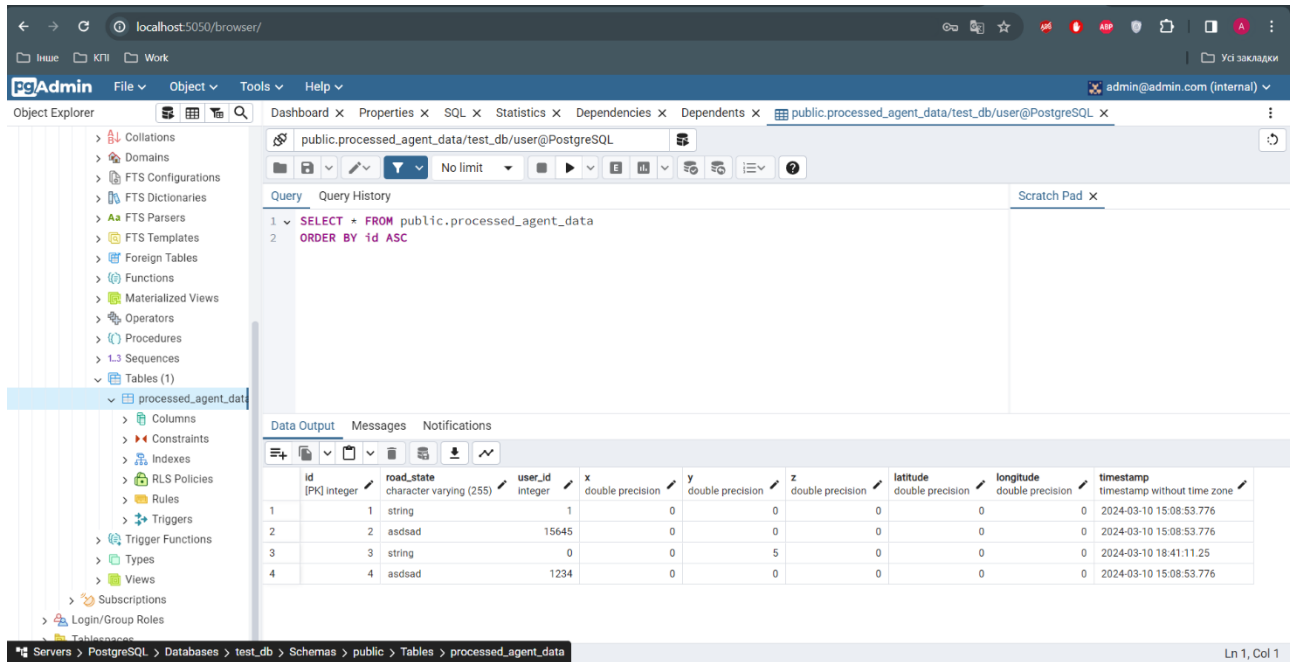 localhost:5050/browser/
ABP
A
Інше КПІ Work Усі закладки
pgAdmin File Object Tools Help admin@admin.com (internal)
Object Explorer Dashboard Properties SQL Statistics Dependencies Dependents public.processed_agent_data/test_db/user@PostgreSQL
Collations
Domains
FTS Configurations
FTS Dictionaries
Aa FTS Parsers
FTS Templates
Foreign Tables
Functions
Materialized Views
Operators
Procedures
1..3 Sequences
Tables (1)
processed_agent_data
Columns
Constraints
Indexes
RLS Policies
Rules
Triggers
Trigger Functions
Types
Views
Subscriptions
Login/Group Roles
Tablespaces
public.processed_agent_data/test_db/user@PostgreSQL
No limit E
Query Query History Scratch Pad
1 SELECT * FROM public.processed_agent_data
2 ORDER BY id ASC
Data Output Messages Notifications
id road_state user_id x y z latitude longitude timestamp
[PK] integer character varying (255) integer double precision double precision double precision double precision double precision timestamp without time zone
1 1 string 1 0 0 0 0 0 2024-03-10 15:08:53.776
2 2 asdsad 15645 0 0 0 0 0 2024-03-10 15:08:53.776
3 3 string 0 0 5 0 0 0 2024-03-10 18:41:11.25
4 4 asdsad 1234 0 0 0 0 0 2024-03-10 15:08:53.776
Servers > PostgreSQL > Databases > test_db > Schemas > public > Tables > processed_agent_data
Ln 1, Col 1